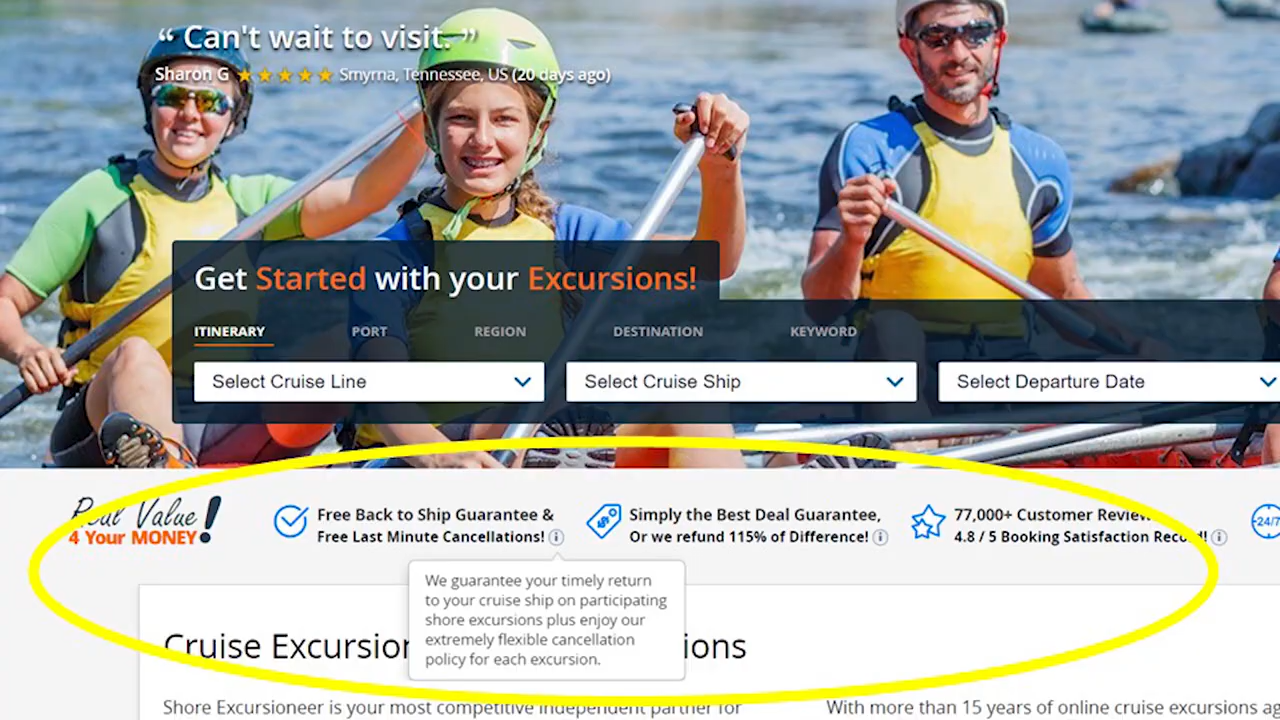 “ Can't wait to visit. ”
Sharon G ★★★★★ Smyrna, Tennessee, US (20 days ago)
Get Started with your Excursions!
ITINERARY PORT REGION DESTINATION KEYWORD
Select Cruise Line Select Cruise Ship Select Departure Date
Real Value
4 Your MONEY!
Free Back to Ship Guarantee &
Free Last Minute Cancellations!
Simply the Best Deal Guarantee,
Or we refund 115% of Difference!
77,000+ Customer
4.8 / 5 Booking Satisfaction Record!
24/7
We guarantee your timely return
to your cruise ship on participating
shore excursions plus enjoy our
extremely flexible cancellation
policy for each excursion.
Cruise
Shore Excursioneer is your most competitive independent partner for
With more than 15 years of online cruise excursions